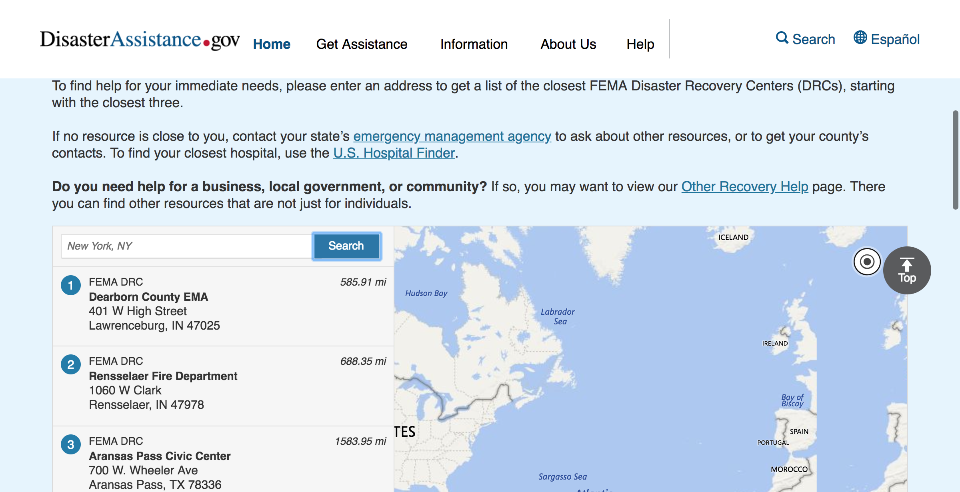 DisasterAssistance.gov Home Get Assistance Information About Us Help Search Español
To find help for your immediate needs, please enter an address to get a list of the closest FEMA Disaster Recovery Centers (DRCs), starting
with the closest three.
If no resource is close to you, contact your state's emergency management agency to ask about other resources, or to get your county's
contacts. To find your closest hospital, use the U.S. Hospital Finder.
Do you need help for a business, local government, or community? If so, you may want to view our Other Recovery Help page. There
you can find other resources that are not just for individuals.
New York, NY Search
1 FEMA DRC 585.91 mi
Dearborn County EMA
401 W High Street
Lawrenceburg, IN 47025
2 FEMA DRC 688.35 mi
Rensselaer Fire Department
1060 W Clark
Rensselaer, IN 47978
3 FEMA DRC 1583.95 mi
Aransas Pass Civic Center
700 W. Wheeler Ave
Aransas Pass, TX 78336
ICELAND
Top
Hudson Bay
Labrador
Sea
IRELAND
Bay of
Biscay
TES
SPAIN
PORTUGAL
MOROCCO
Sargasso Sea
Atlantic